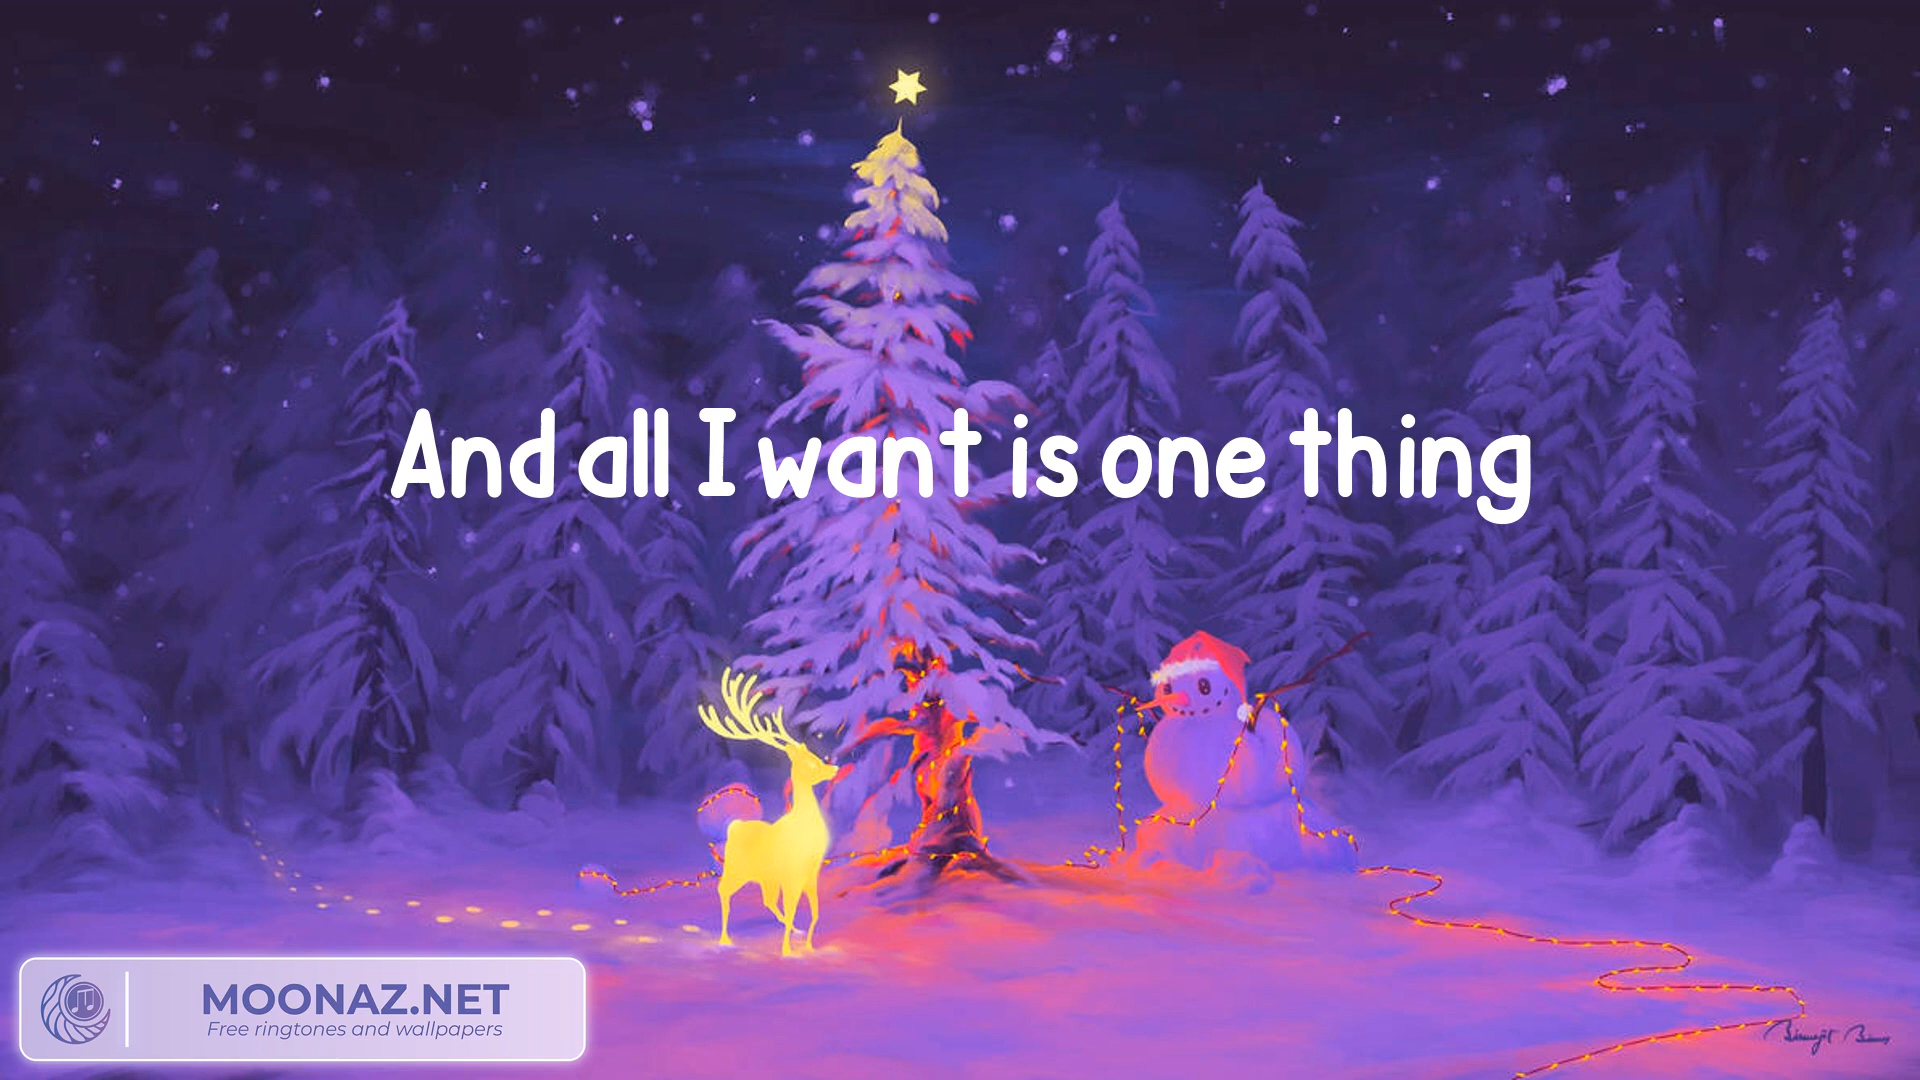 And all I want is one thing
MOONAZ.NET
Free ringtones and wallpapers